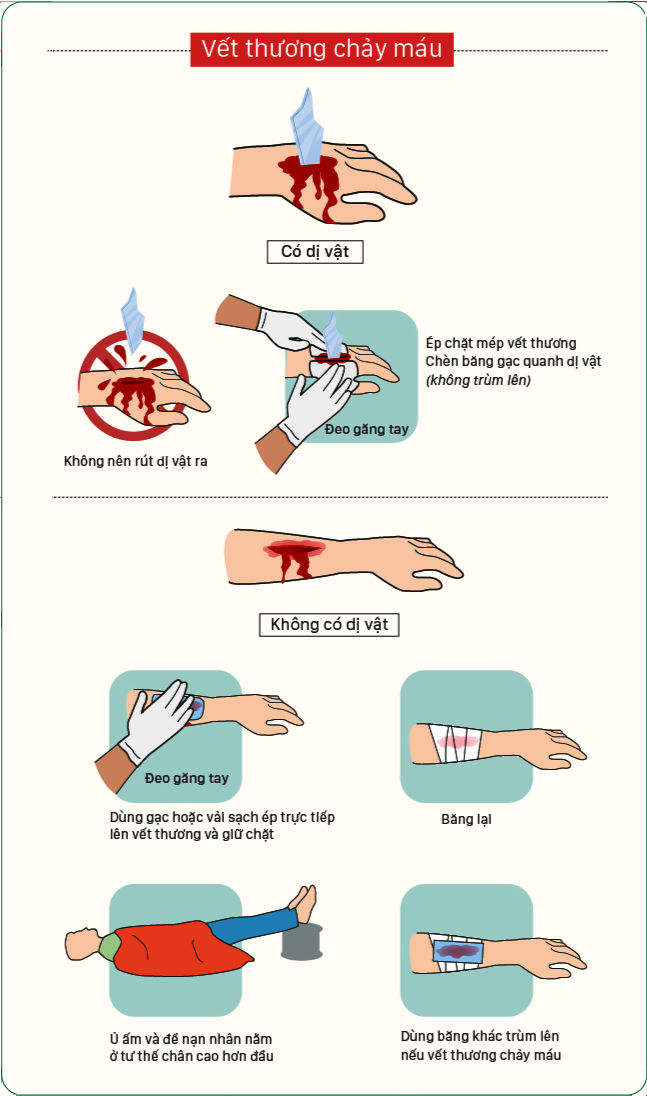 Vết thương chảy máu
Có dị vật
Ép chặt mép vết thương
Chèn băng gạc quanh dị vật
(không trùm lên)
Đeo găng tay
Không nên rút dị vật ra
Không có dị vật
Đeo găng tay
Dùng gạc hoặc vải sạch ép trực tiếp
lên vết thương và giữ chặt
Băng lại
Ủ ấm và để nạn nhân nằm
ở tư thế chân cao hơn đầu
Dùng băng khác trùm lên
nếu vết thương chảy máu